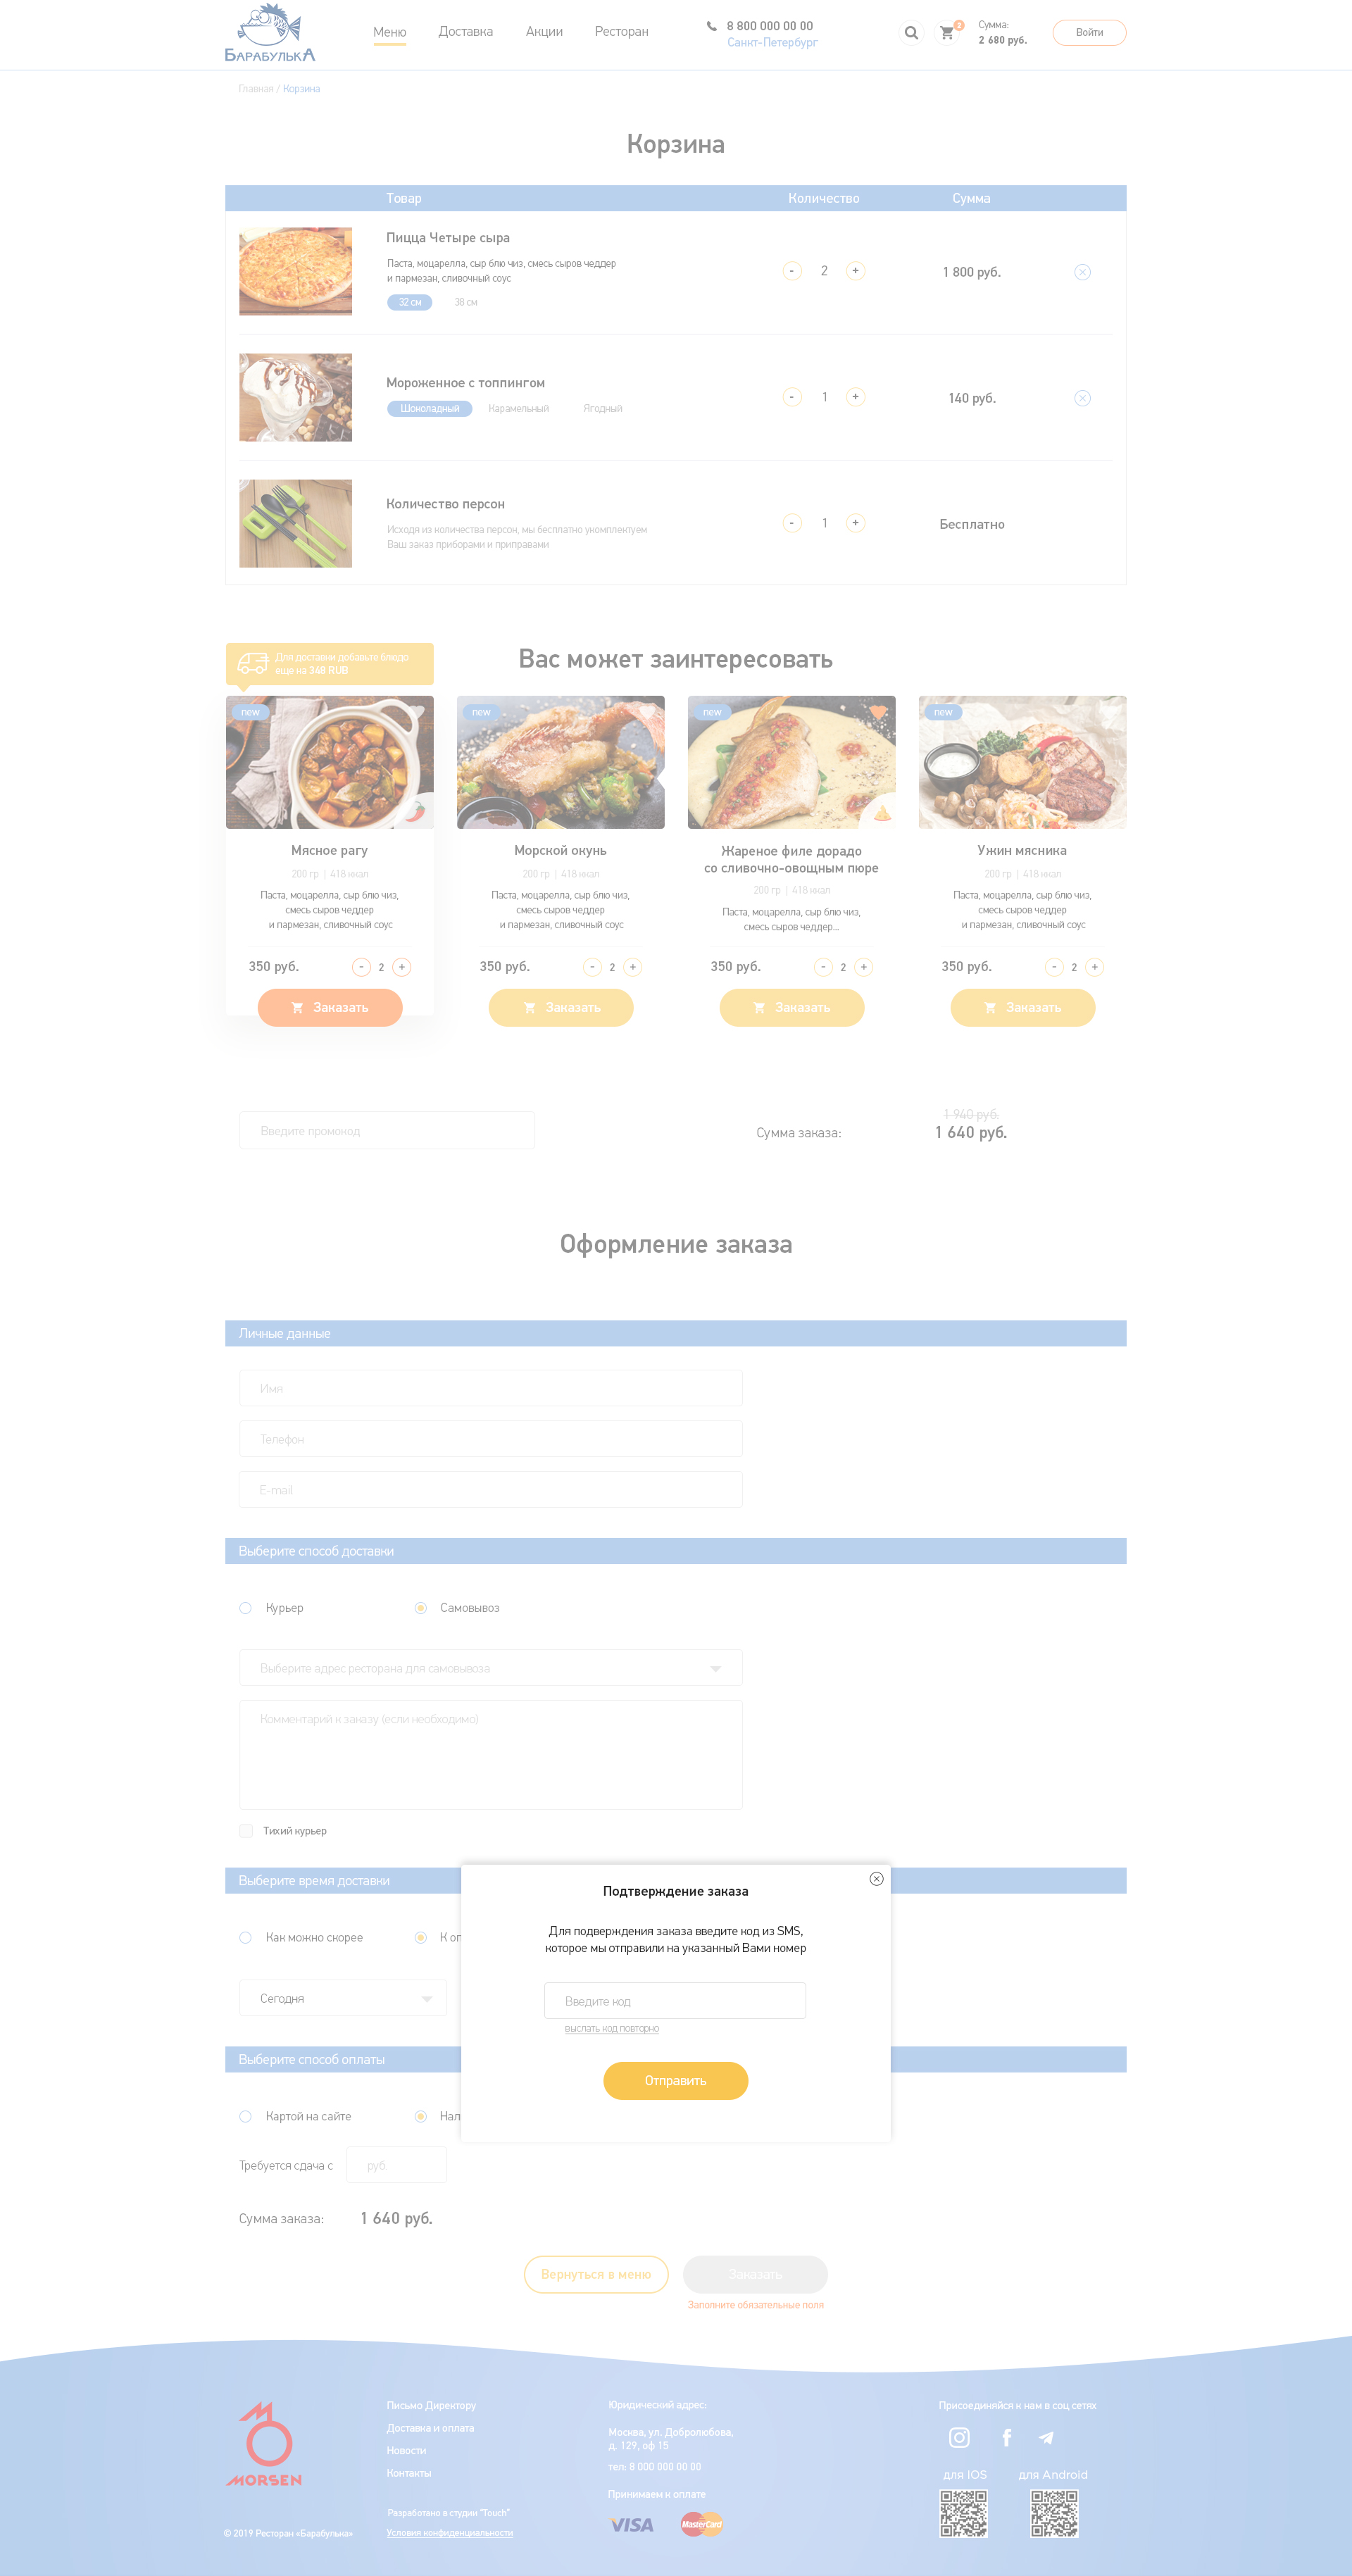 БАРАБУЛЬКА
Меню
Доставка
Акции
Ресторан
8 800 000 00 00
Санкт-Петербург
2
Сумма:
2 680 руб.
Войти
Главная / Корзина
Корзина
Товар
Количество
Сумма
Пицца Четыре сыра
Паста, моцарелла, сыр блю чиз, смесь сыров чеддер
и пармезан, сливочный соус
32 см
38 см
- 2 +
1 800 руб.
Мороженное с топпингом
Шоколадный
Карамельный
Ягодный
- 1 +
140 руб.
Количество персон
Исходя из количества персон, мы бесплатно укомплектуем
Ваш заказ приборами и приправами
- 1 +
Бесплатно
Для доставки добавьте блюдо
еще на 348 RUB
Вас может заинтересовать
new
new
new
new
Мясное рагу
200 гр | 418 ккал
Паста, моцарелла, сыр блю чиз,
смесь сыров чеддер
и пармезан, сливочный соус
350 руб.
- 2 +
Заказать
Морской окунь
200 гр | 418 ккал
Паста, моцарелла, сыр блю чиз,
смесь сыров чеддер
и пармезан, сливочный соус
350 руб.
- 2 +
Заказать
Жареное филе дорадо
со сливочно-овощным пюре
200 гр | 418 ккал
Паста, моцарелла, сыр блю чиз,
смесь сыров чеддер...
350 руб.
- 2 +
Заказать
Ужин мясника
200 гр | 418 ккал
Паста, моцарелла, сыр блю чиз,
смесь сыров чеддер
и пармезан, сливочный соус
350 руб.
- 2 +
Заказать
Введите промокод
Сумма заказа:
1 940 руб.
1 640 руб.
Оформление заказа
Личные данные
Имя
Телефон
E-mail
Выберите способ доставки
Курьер
Самовывоз
Выберите адрес ресторана для самовывоза
Комментарий к заказу (если необходимо)
Тихий курьер
Выберите время доставки
Как можно скорее
К оп
Сегодня
Подтверждение заказа
Для подверждения заказа введите код из SMS,
которое мы отправили на указанный Вами номер
Введите код
выслать код повторно
Отправить
Выберите способ оплаты
Картой на сайте
Нал
Требуется сдача с
руб.
Сумма заказа:
1 640 руб.
Вернуться в меню
Заказать
Заполните обязательные поля
MORSEN
© 2019 Ресторан «Барабулька»
Письмо Директору
Доставка и оплата
Новости
Контакты
Разработано в студии "Touch"
Условия конфиденциальности
Юридический адрес:
Москва, ул. Добролюбова,
д. 129, оф 15
тел: 8 000 000 00 00
Принимаем к оплате
VISA
MasterCard
Присоединяйся к нам в соц сетях
для IOS
для Android